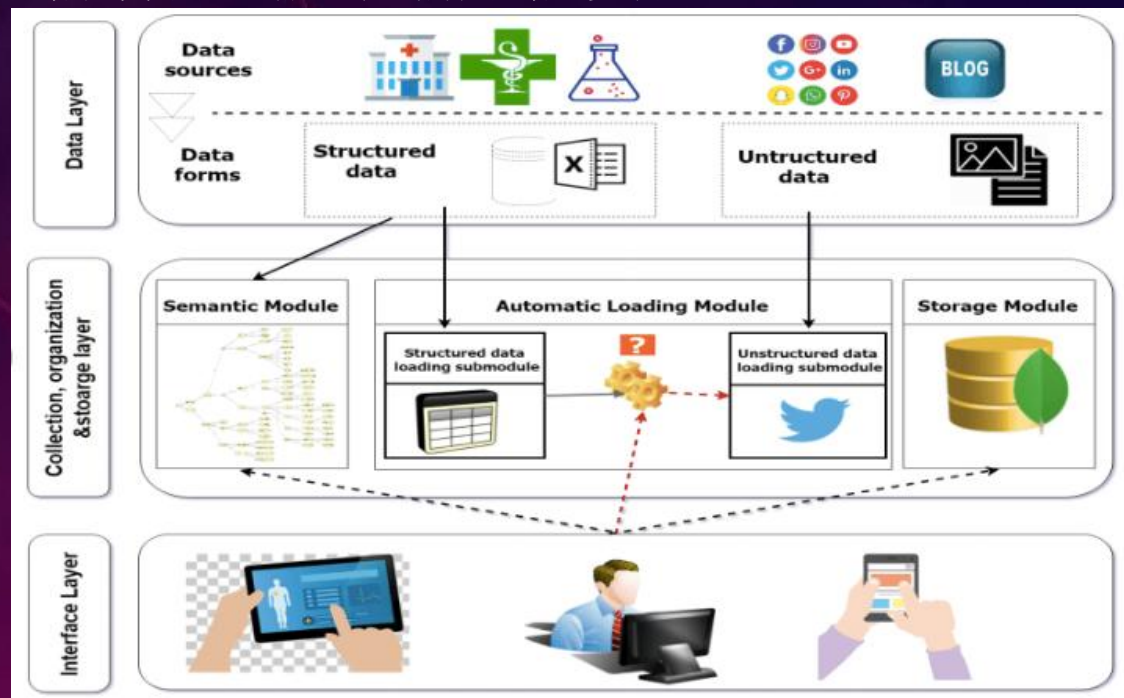 Data Layer
Data
sources
BLOG
Data
forms
Structured
data
X
Untructured
data
Collection, organization
&stoarge layer
Semantic Module
Automatic Loading Module
Structured data
loading submodule
?
Unstructured data
loading submodule
Storage Module
Interface Layer